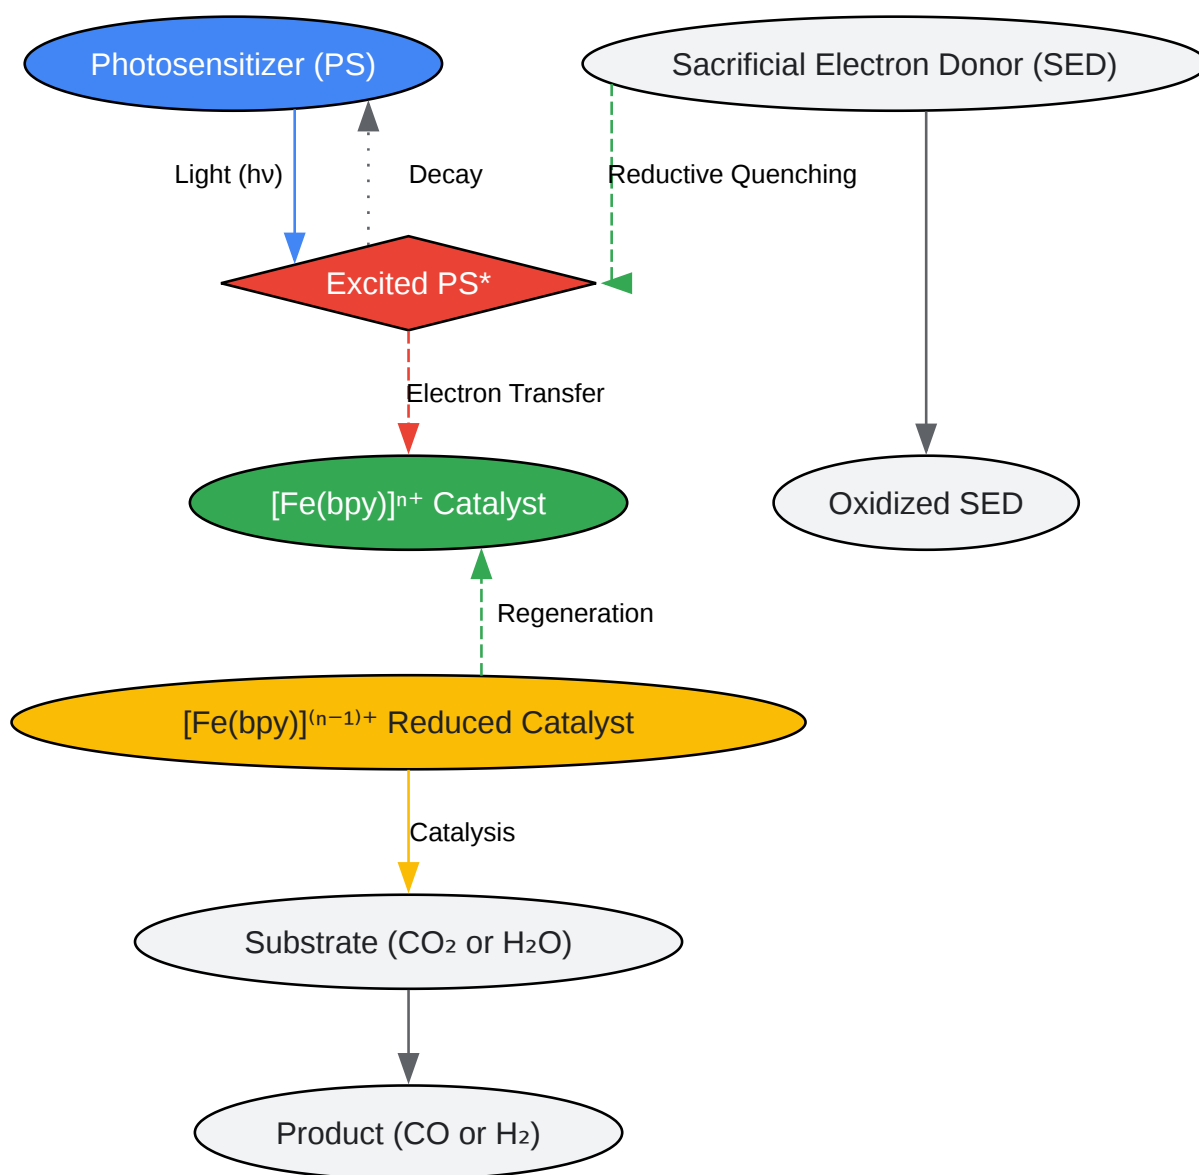 Photosensitizer (PS)
Sacrificial Electron Donor (SED)
Light (hν)
Decay
Reductive Quenching
Excited PS*
Electron Transfer
[Fe(bpy)]ⁿ⁺ Catalyst
Oxidized SED
Regeneration
[Fe(bpy)]⁽ⁿ⁻¹⁾⁺ Reduced Catalyst
Catalysis
Substrate (CO₂ or H₂O)
Product (CO or H₂)